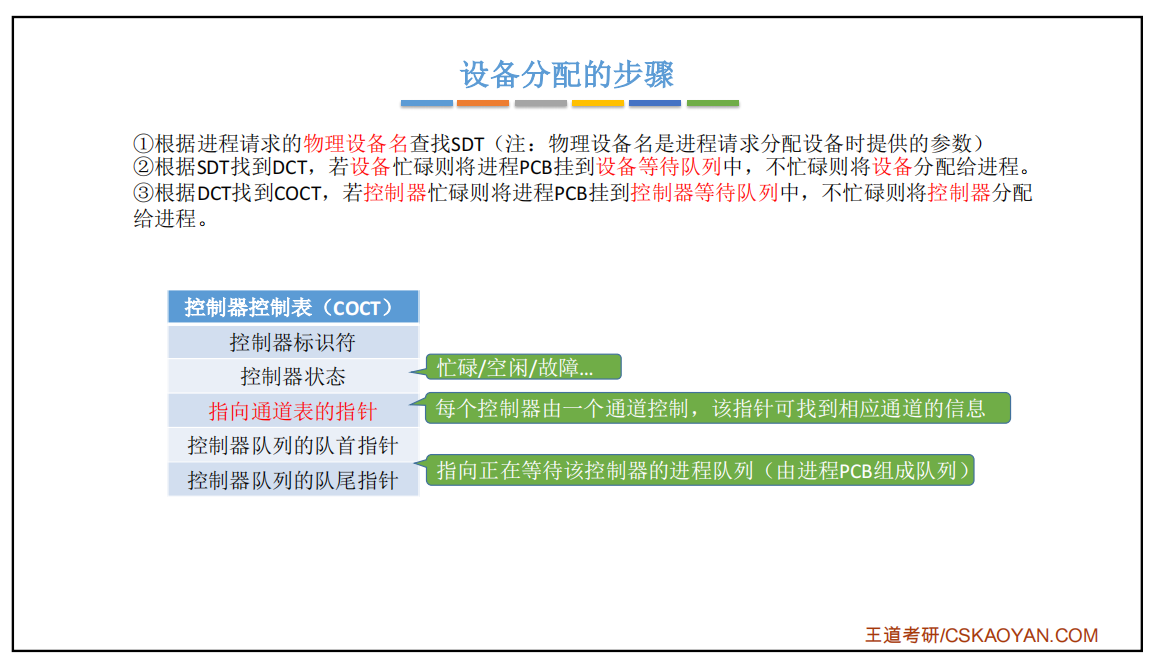 设备分配的步骤
①根据进程请求的物理设备名查找SDT（注：物理设备名是进程请求分配设备时提供的参数）
②根据SDT找到DCT，若设备忙碌则将进程PCB挂到设备等待队列中，不忙碌则将设备分配给进程。
③根据DCT找到COCT，若控制器忙碌则将进程PCB挂到控制器等待队列中，不忙碌则将控制器分配
给进程。
控制器控制表（COCT）
控制器标识符
控制器状态
忙碌/空闲/故障...
指向通道表的指针
每个控制器由一个通道控制，该指针可找到相应通道的信息
控制器队列的队首指针
指向正在等待该控制器的进程队列（由进程PCB组成队列）
控制器队列的队尾指针
王道考研/CSKAOYAN.COM